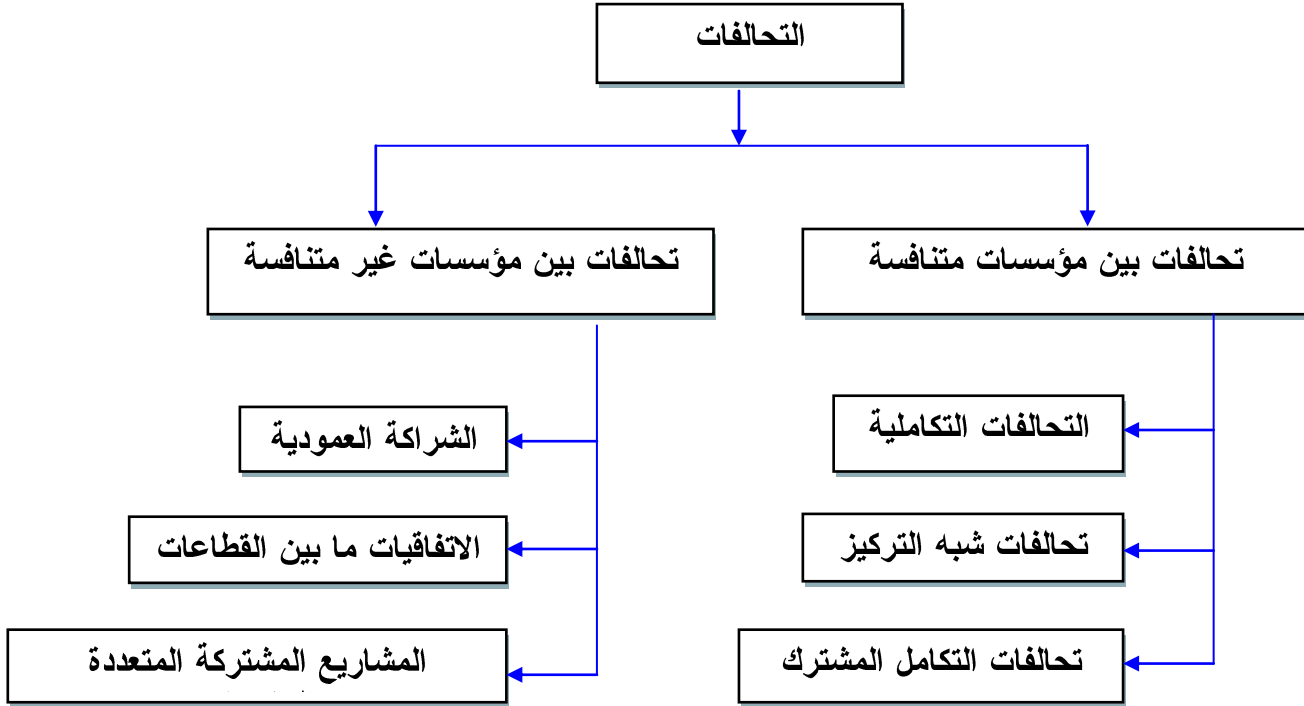 التحالفات
تحالفات بين مؤسسات متنافسة
تحالفات بين مؤسسات غير متنافسة
التحالفات التكاملية
تحالفات شبه التركيز
تحالفات التكامل المشترك
الشراكة العمودية
الاتفاقيات ما بين القطاعات
المشاريع المشتركة المتعددة